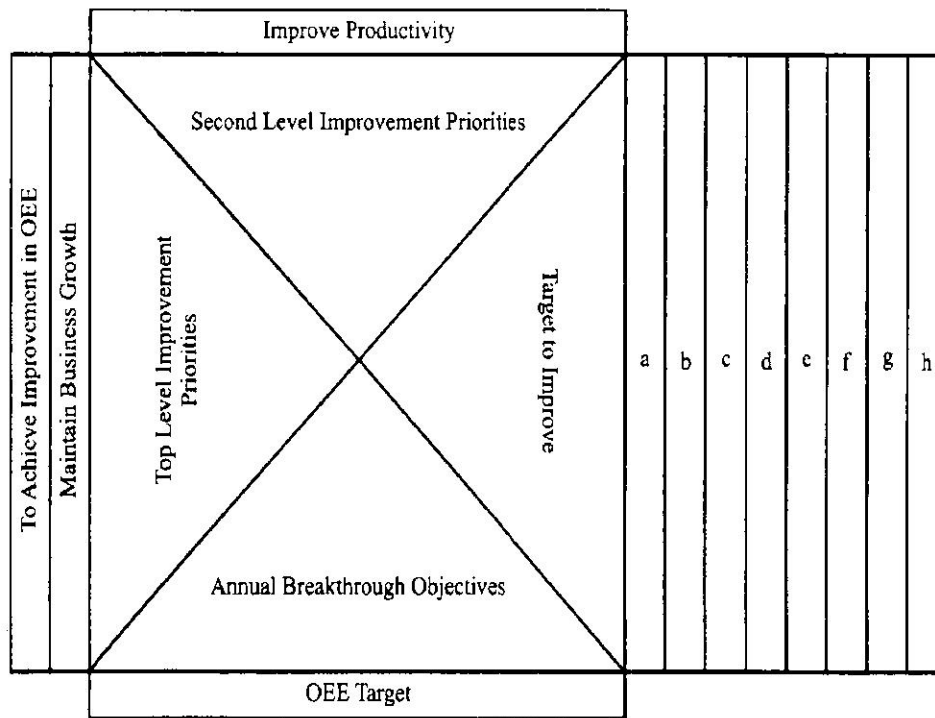 Improve Productivity
Second Level Improvement Priorities
To Achieve Improvement in OEE
Maintain Business Growth
Top Level Improvement
Priorities
Target to Improve
a
b
c
d
e
f
g
h
Annual Breakthrough Objectives
OEE Target